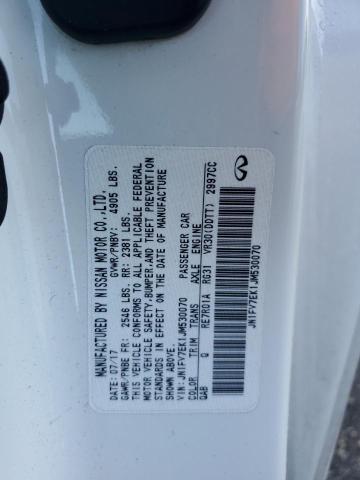 MANUFACTURED BY NISSAN MOTOR CO.,LTD.
DATE: 07/17 GVWR/PNBV: 4905 LBS.
GAWR/PNBE FR: 2546 LBS. RR: 2381 LBS.
THIS VEHICLE CONFORMS TO ALL APPLICABLE FEDERAL
MOTOR VEHICLE SAFETY,BUMPER,AND THEFT PREVENTION
STANDARDS IN EFFECT ON THE DATE OF MANUFACTURE
SHOWN ABOVE.
VIN: JN1FV7EK1JM530070 PASSENGER CAR
COLOR TRIM TRANS AXLE ENGINE
QAB Q RE7R01A RG31 VR30(DDTT) 2997CC
JN1FV7EK1JM530070